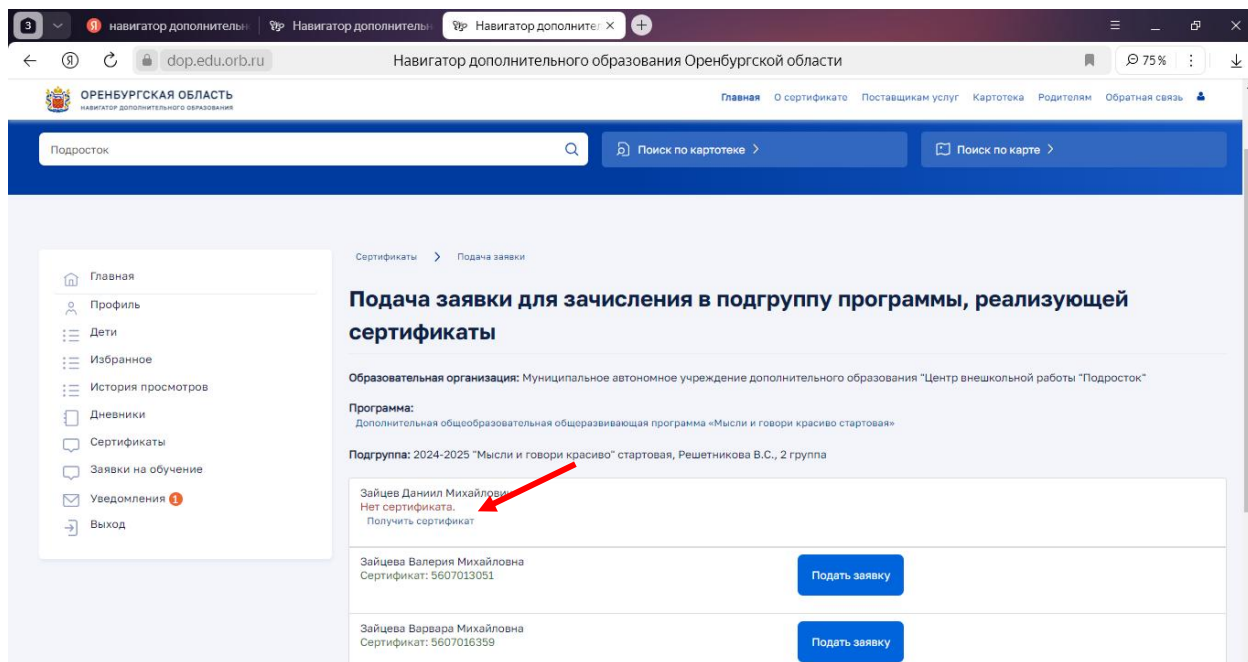 3
навигатор дополнительн
Навигатор дополнительн
Навигатор дополнител
dop.edu.orb.ru
Навигатор дополнительного образования Оренбургской области
75%
ОРЕНБУРГСКАЯ ОБЛАСТЬ
НАВИГАТОР ДОПОЛНИТЕЛЬНОГО ОБРАЗОВАНИЯ
Главная О сертификате Поставщикам услуг Картотека Родителям Обратная связь
Подросток
Поиск по картотеке
Поиск по карте
Главная
Профиль
Дети
Избранное
История просмотров
Дневники
Сертификаты
Заявки на обучение
Уведомления 1
Выход
Сертификаты > Подача заявки
Подача заявки для зачисления в подгруппу программы, реализующей
сертификаты
Образовательная организация: Муниципальное автономное учреждение дополнительного образования "Центр внешкольной работы "Подросток"
Программа:
Дополнительная общеобразовательная общеразвивающая программа «Мысли и говори красиво стартовая»
Подгруппа: 2024-2025 "Мысли и говори красиво" стартовая, Решетникова В.С., 2 группа
Зайцев Даниил Михайлович
Нет сертификата.
Получить сертификат
Зайцева Валерия Михайловна
Сертификат: 5607013051
Подать заявку
Зайцева Варвара Михайловна
Сертификат: 5607016359
Подать заявку